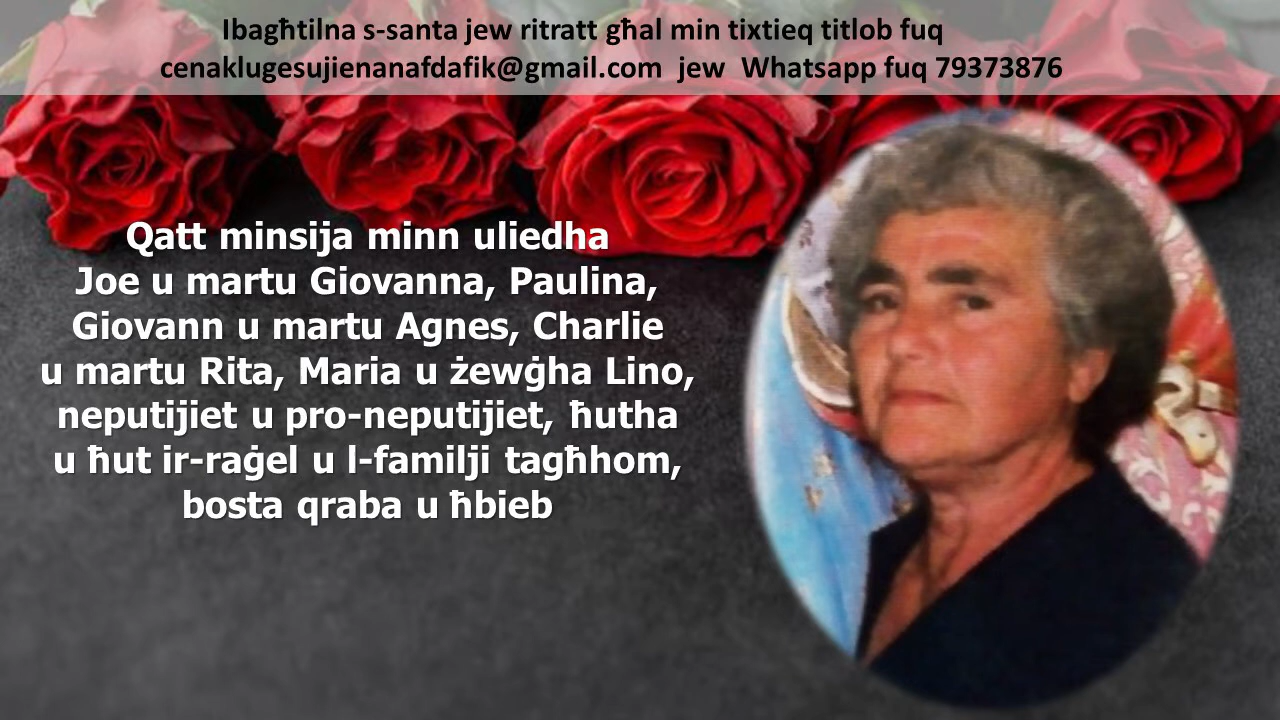 Ibagħtilna s-santa jew ritratt għal min tixtieq titlob fuq
cenaklugesujienanafdafik@gmail.com jew Whatsapp fuq 79373876
Qatt minsija minn uliedha
Joe u martu Giovanna, Paulina,
Giovann u martu Agnes, Charlie
u martu Rita, Maria u żewġha Lino,
neputijiet u pro-neputijiet, ħutha
u ħut ir-raġel u l-familji tagħhom,
bosta qraba u ħbieb